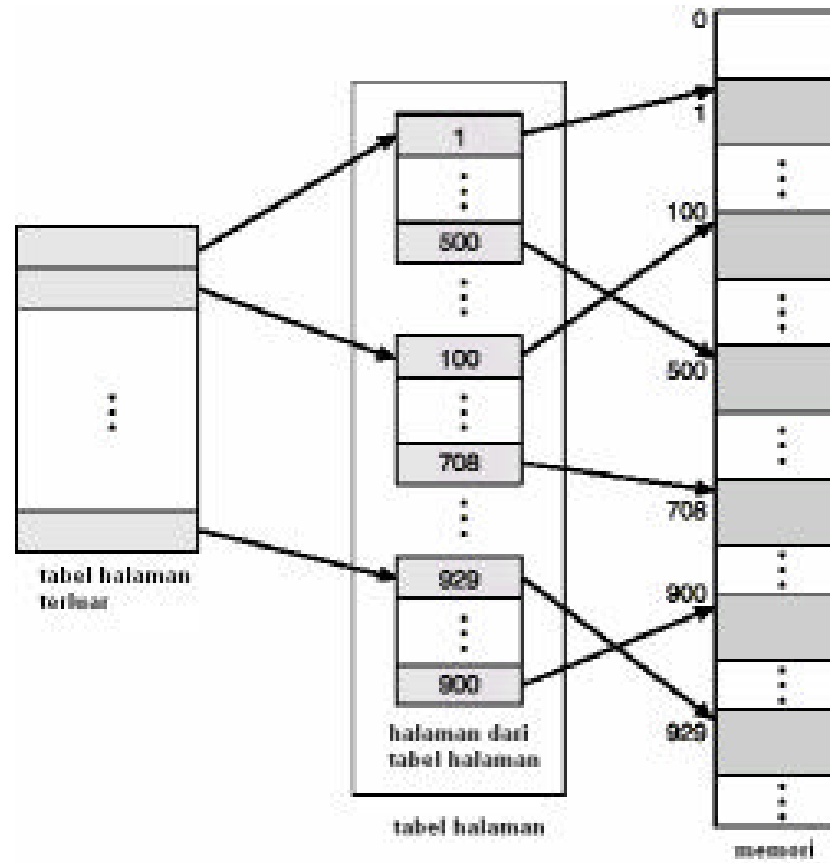 0
1
1
100
500
100
500
708
708
929
900
900
929
tabel halaman
terluar
halaman dari
tabel halaman
tabel halaman
memori